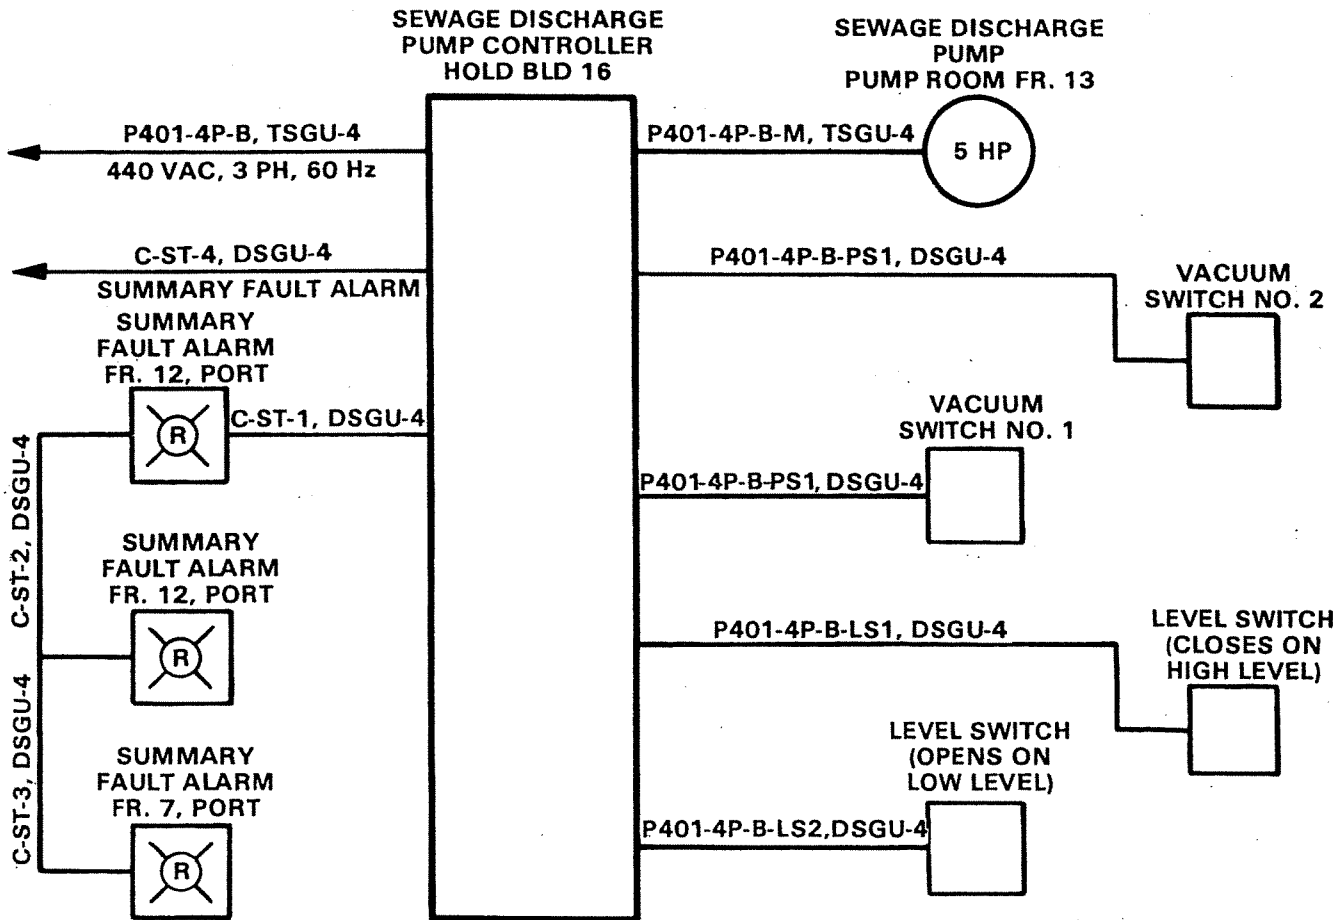 SEWAGE DISCHARGE
PUMP CONTROLLER
HOLD BLD 16
SEWAGE DISCHARGE
PUMP
PUMP ROOM FR. 13
P401-4P-B, TSGU-4
440 VAC, 3 PH, 60 Hz
P401-4P-B-M, TSGU-4
5 HP
C-ST-4, DSGU-4
SUMMARY FAULT ALARM
P401-4P-B-PS1, DSGU-4
VACUUM
SWITCH NO. 2
SUMMARY
FAULT ALARM
FR. 12, PORT
R
C-ST-1, DSGU-4
VACUUM
SWITCH NO. 1
P401-4P-B-PS1, DSGU-4
C-ST-2, DSGU-4
SUMMARY
FAULT ALARM
FR. 12, PORT
R
P401-4P-B-LS1, DSGU-4
LEVEL SWITCH
(CLOSES ON
HIGH LEVEL)
C-ST-3, DSGU-4
SUMMARY
FAULT ALARM
FR. 7, PORT
R
LEVEL SWITCH
(OPENS ON
LOW LEVEL)
P401-4P-B-LS2,DSGU-4